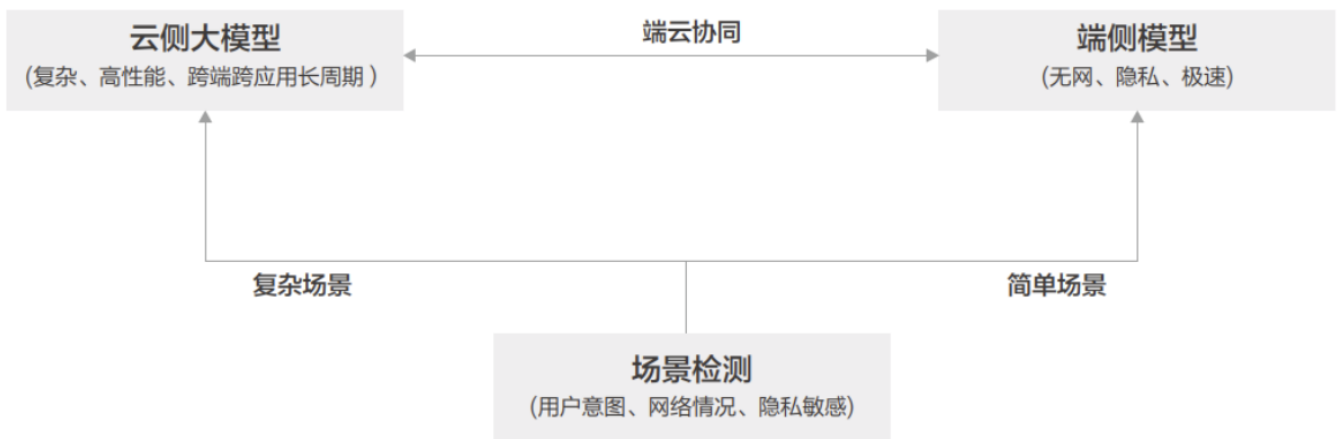 云侧大模型
(复杂、高性能、跨端跨应用长周期 )
端云协同
端侧模型
(无网、隐私、极速)
复杂场景
简单场景
场景检测
(用户意图、网络情况、隐私敏感)